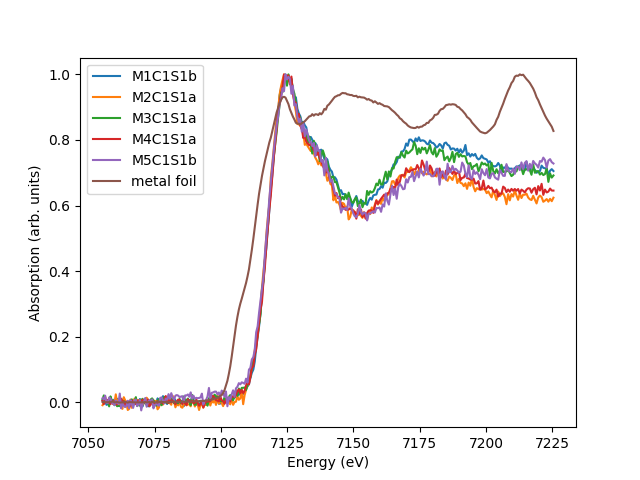 M1C1S1b
M2C1S1a
M3C1S1a
M4C1S1a
M5C1S1b
metal foil
Absorption (arb. units)
1.0
0.8
0.6
0.4
0.2
0.0
7050 7075 7100 7125 7150 7175 7200 7225
Energy (eV)